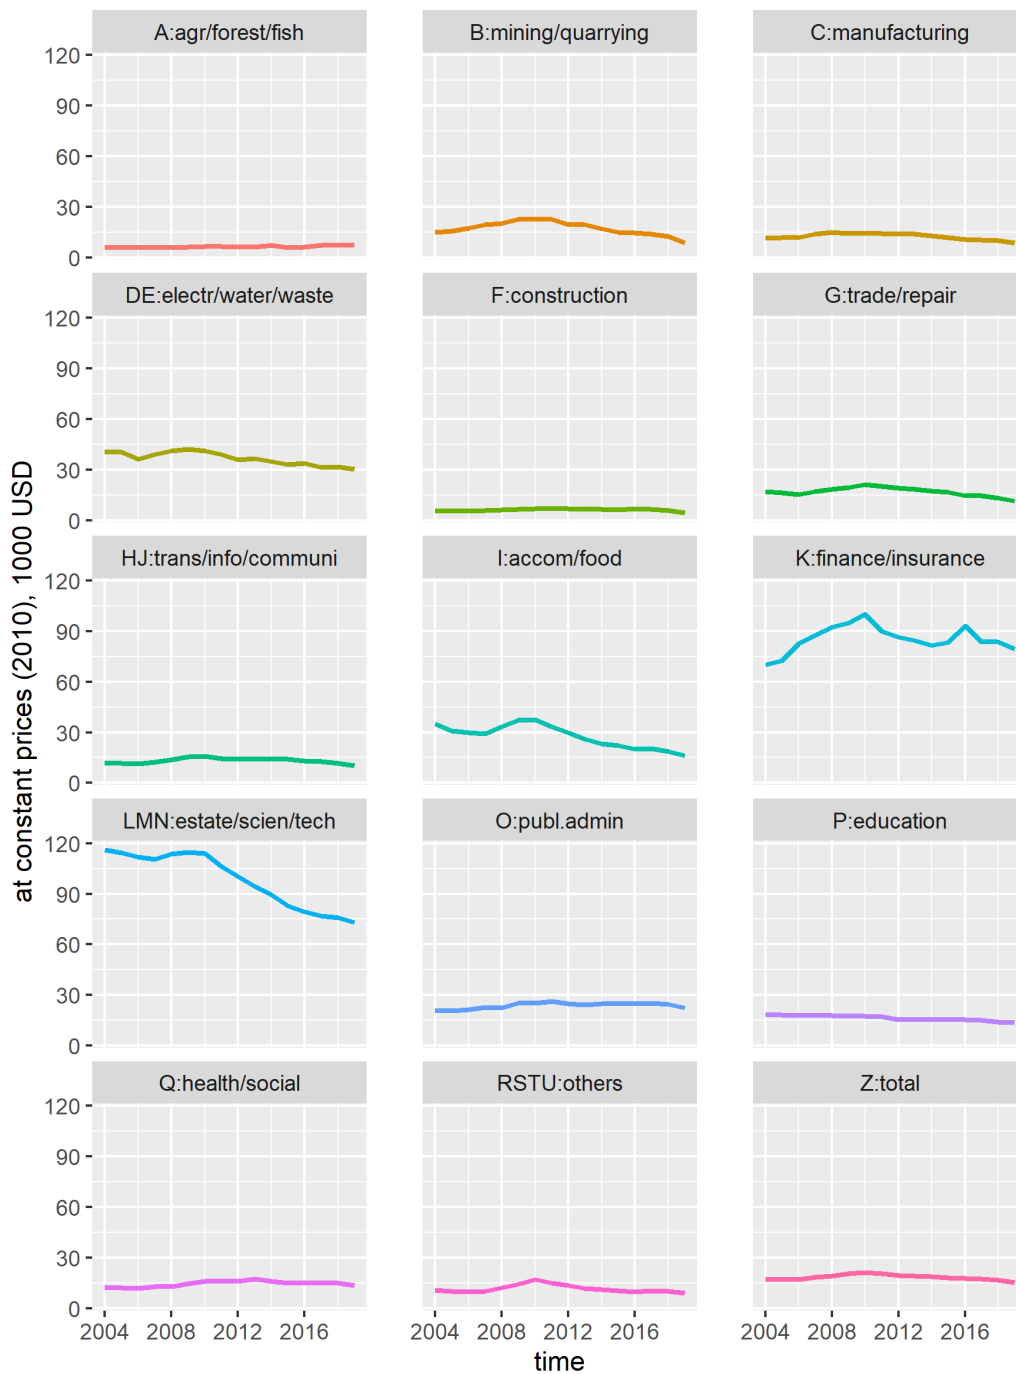 A:agr/forest/fish
B:mining/quarrying
C:manufacturing
120
90
60
30
0
DE:electr/water/waste
F:construction
G:trade/repair
120
90
60
30
0
at constant prices (2010), 1000 USD
HJ:trans/info/communi
I:accom/food
K:finance/insurance
120
90
60
30
0
LMN:estate/scien/tech
O:publ.admin
P:education
120
90
60
30
0
Q:health/social
RSTU:others
Z:total
120
90
60
30
0
2004 2008 2012 2016
2004 2008 2012 2016
2004 2008 2012 2016
time